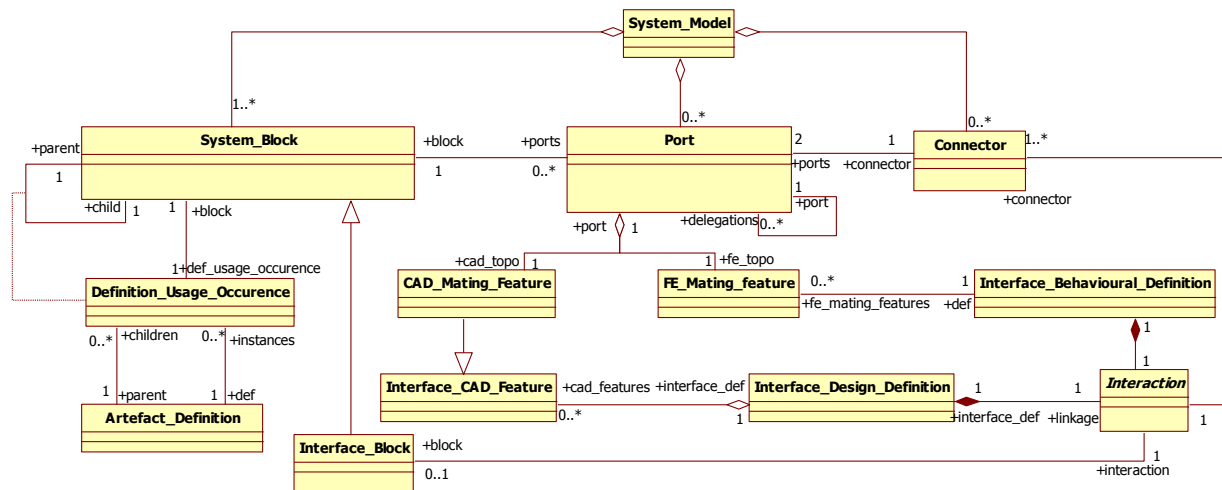 System_Model
1..*
0..*
0..*
+parent
System_Block
+block
+ports
Port
2
1
Connector
1..*
1
1
0..*
+ports
+connector
+child
1
1
+block
1
+port
+connector
+delegations
0..*
+port
1
1
+def_usage_occurence
+cad_topo
1
1
+fe_topo
Definition_Usage_Occurence
CAD_Mating_Feature
FE_Mating_feature
0..*
1
Interface_Behavioural_Definition
+fe_mating_features
+def
0..*
+children
0..*
+instances
1
1
1
+parent
1
+def
Interface_CAD_Feature
+cad_features
+interface_def
Interface_Design_Definition
1
1
Interaction
0..*
1
+interface_def
+linkage
1
Artefact_Definition
Interface_Block
+block
0..1
1
+interaction